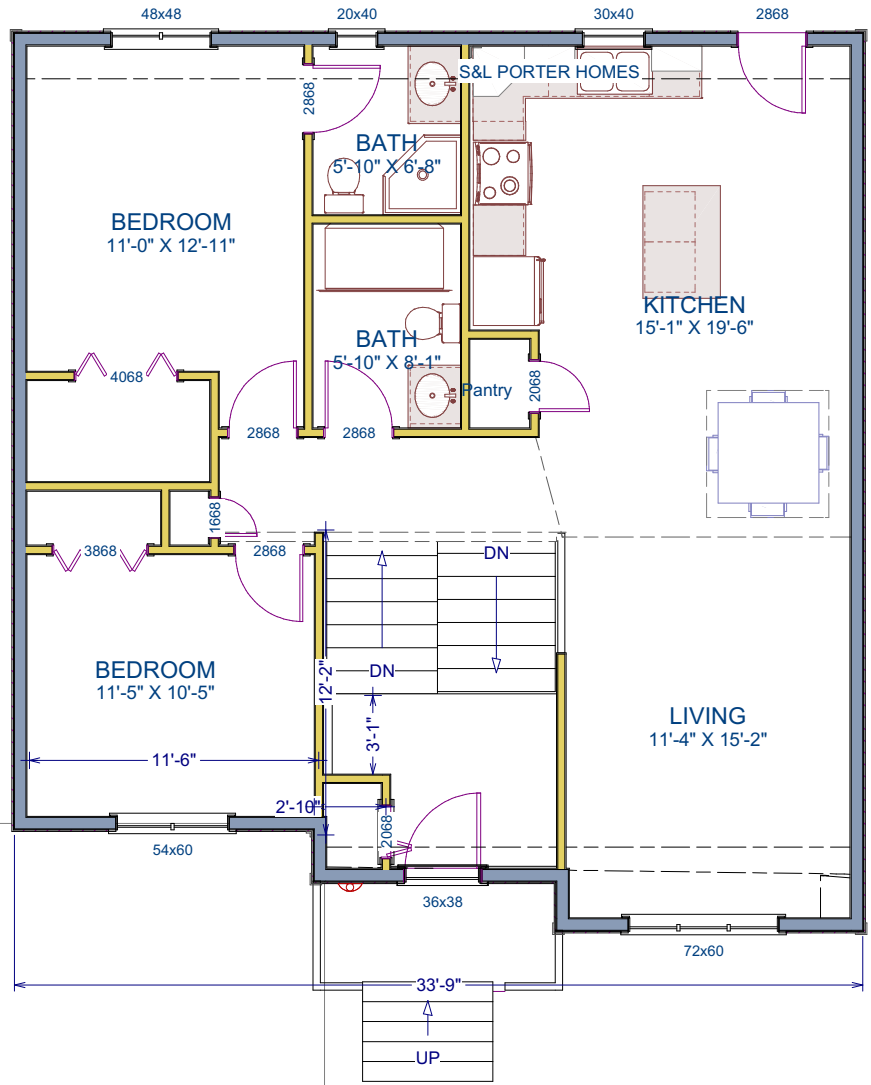 48x48
20x40
30x40
2868
S&L PORTER HOMES
2868
BATH
5'-10" X 6'-8"
BEDROOM
11'-0" X 12'-11"
KITCHEN
15'-1" X 19'-6"
BATH
5'-10" X 8'-1"
4068
Pantry
2068
2868
2868
1668
3868
2868
DN
DN
12'-2"
BEDROOM
11'-5" X 10'-5"
3'-1"
LIVING
11'-4" X 15'-2"
11'-6"
2'-10"
2068
54x60
36x38
72x60
33'-9"
UP